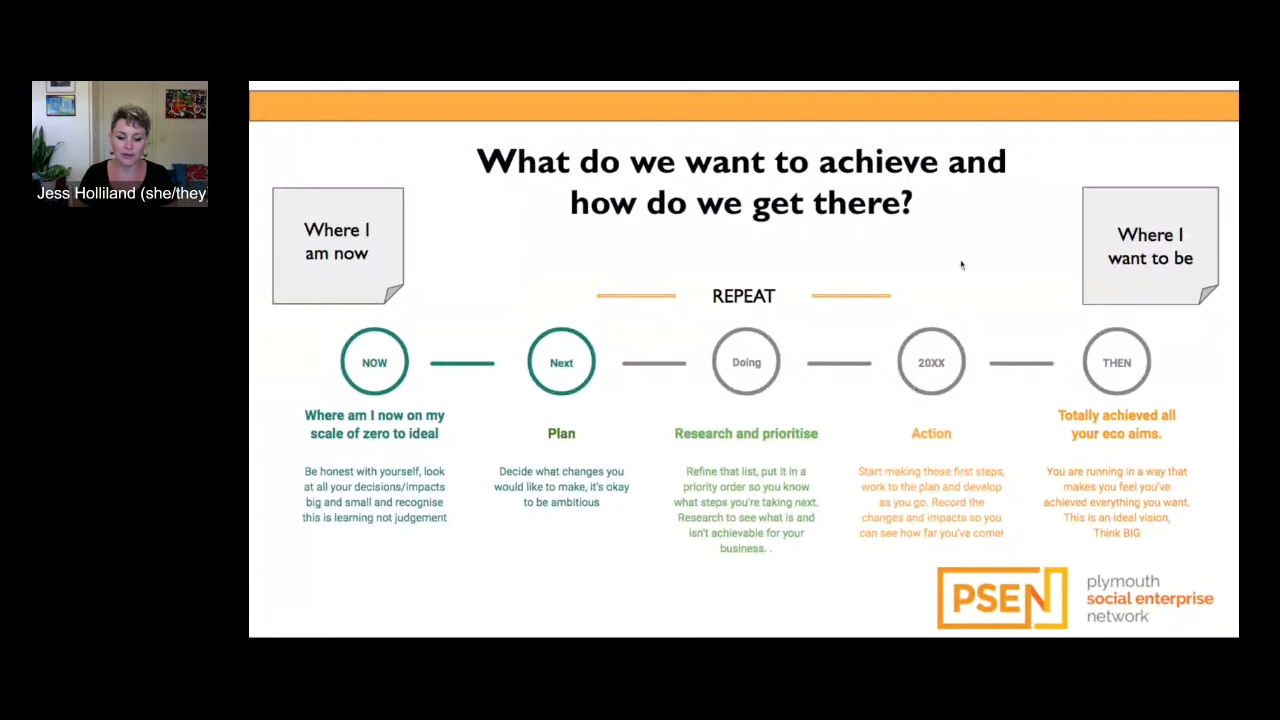 Jess Holliland (she/they
What do we want to achieve and
how do we get there?
Where I
am now
Where I
want to be
REPEAT
NOW
Next
Doing
20XX
THEN
Where am I now on my
scale of zero to ideal
Be honest with yourself, look
at all your decisions/impacts
big and small and recognise
this is learning not judgement
Plan
Decide what changes you
would like to make, it's okay
to be ambitious
Research and prioritise
Refine that list, put it in a
priority order so you know
what steps you're taking next.
Research to see what is and
isn't achievable for your
business. .
Action
Start making those first steps,
work to the plan and develop
as you go. Record the
changes and impacts so you
can see how far you've come!
Totally achieved all
your eco aims.
You are running in a way that
makes you feel you've
achieved everything you want.
This is an ideal vision,
Think BIG
PSEN
plymouth
social enterprise
network